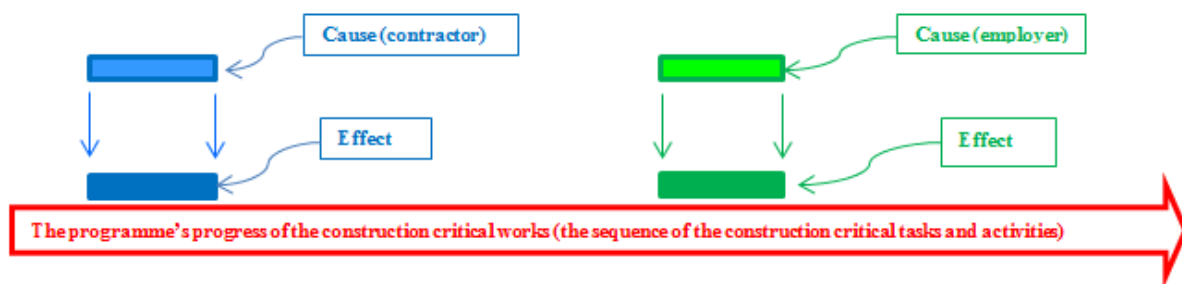 Cause (contractor)
Cause (employer)
Effect
Effect
The programme's progress of the construction critical works (the sequence of the construction critical tasks and activities)